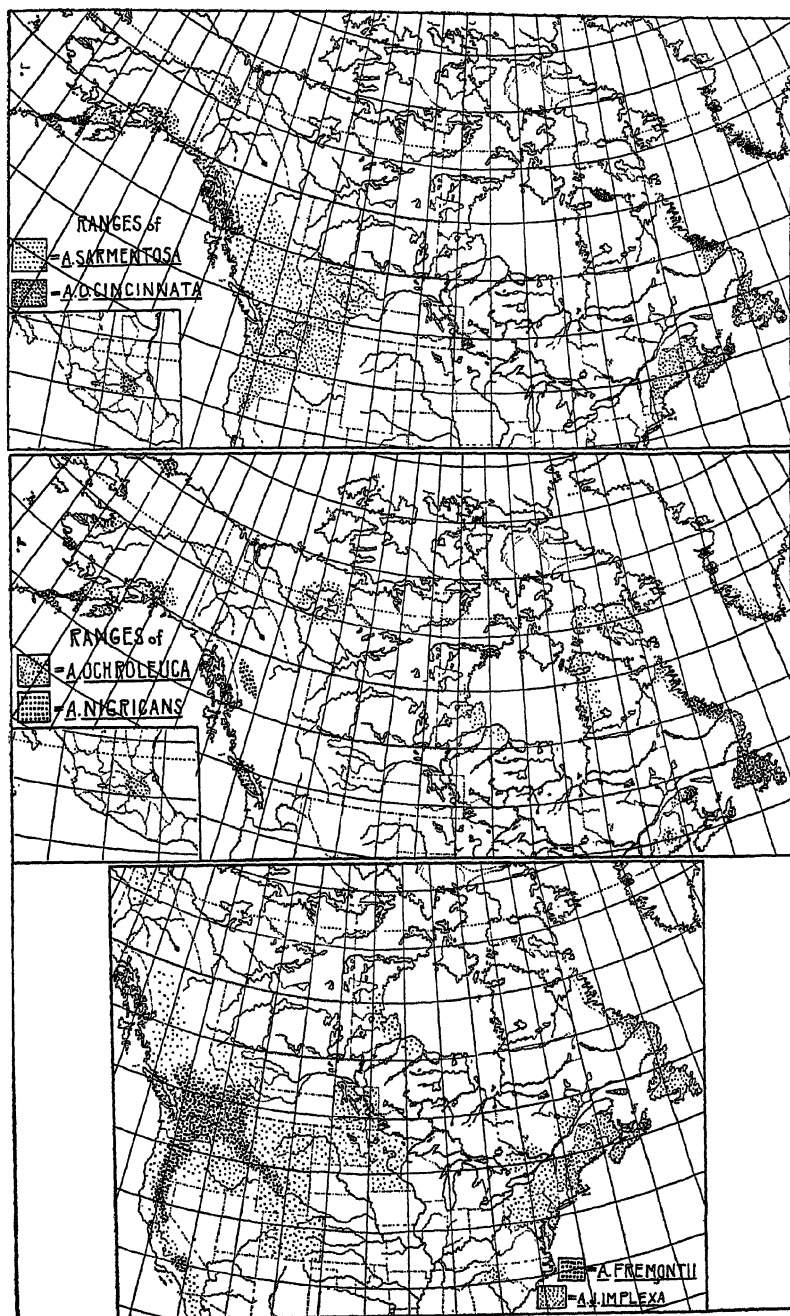 RANGES of
=A.SARMENTOSA
=A.O.CINCINNATA
RANGES of
=A.OCHROLEUCA
=A.NIGRICANS
=A.FREMONTII
=A.J.IMPLEXA